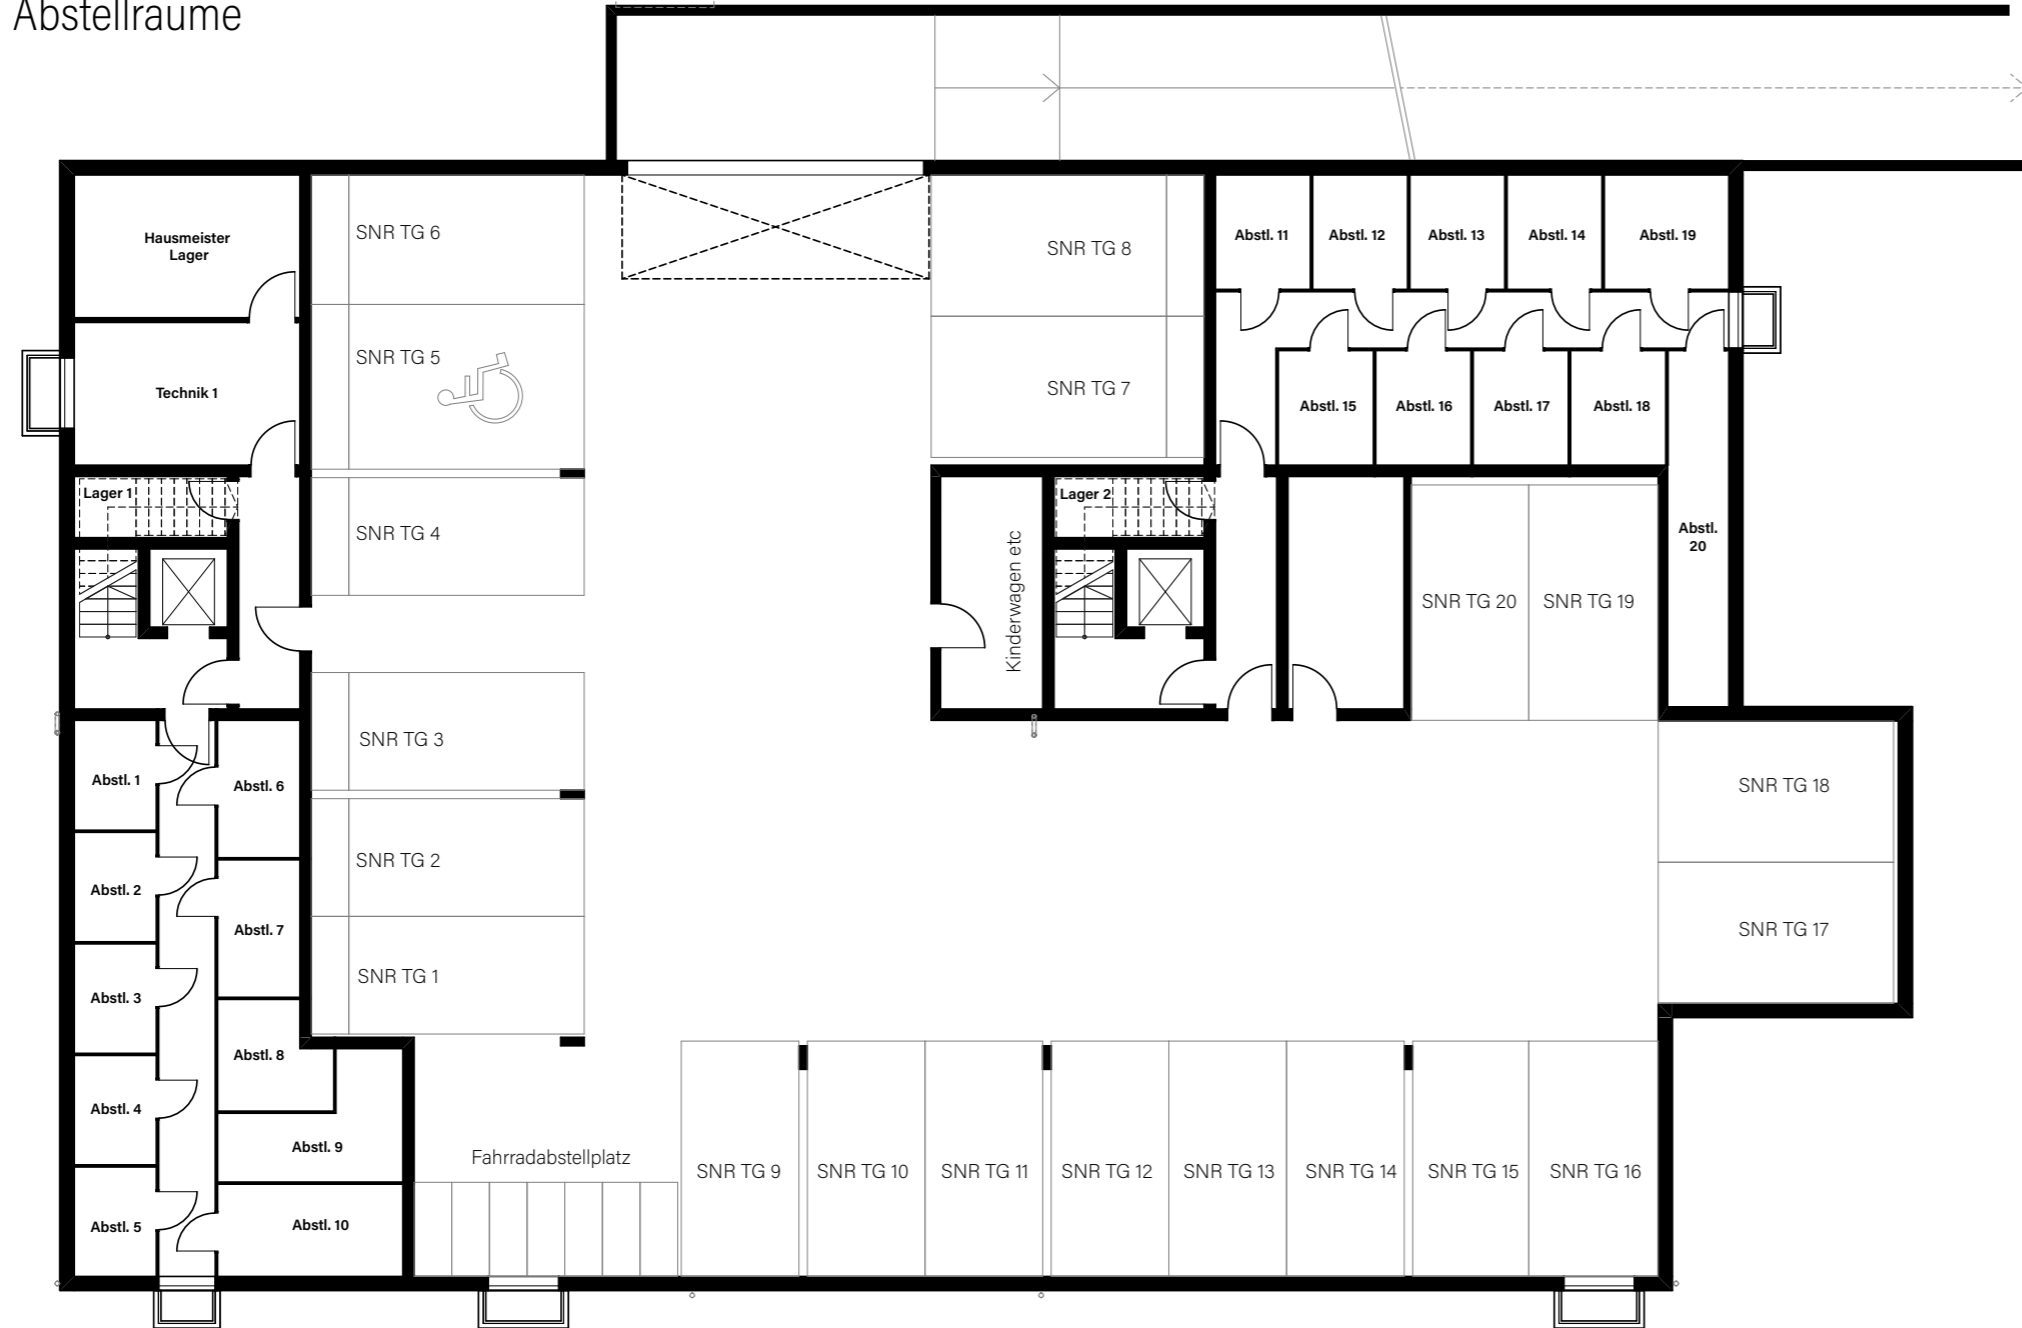 Abstellräume
SNR TG 6
SNR TG 8
Abstl. 11
Abstl. 12
Abstl. 13
Abstl. 14
Abstl. 19
Hausmeister
Lager
SNR TG 5
SNR TG 7
Technik 1
Abstl. 15
Abstl. 16
Abstl. 17
Abstl. 18
Lager 1
Lager 2
SNR TG 4
Kinderwagen etc
Abstl.
20
SNR TG 20
SNR TG 19
SNR TG 3
Abstl. 1
Abstl. 6
SNR TG 18
SNR TG 2
Abstl. 2
Abstl. 7
SNR TG 17
SNR TG 1
Abstl. 3
Abstl. 8
Abstl. 4
Abstl. 9
Fahrradabstellplatz
SNR TG 9
SNR TG 10
SNR TG 11
SNR TG 12
SNR TG 13
SNR TG 14
SNR TG 15
SNR TG 16
Abstl. 5
Abstl. 10